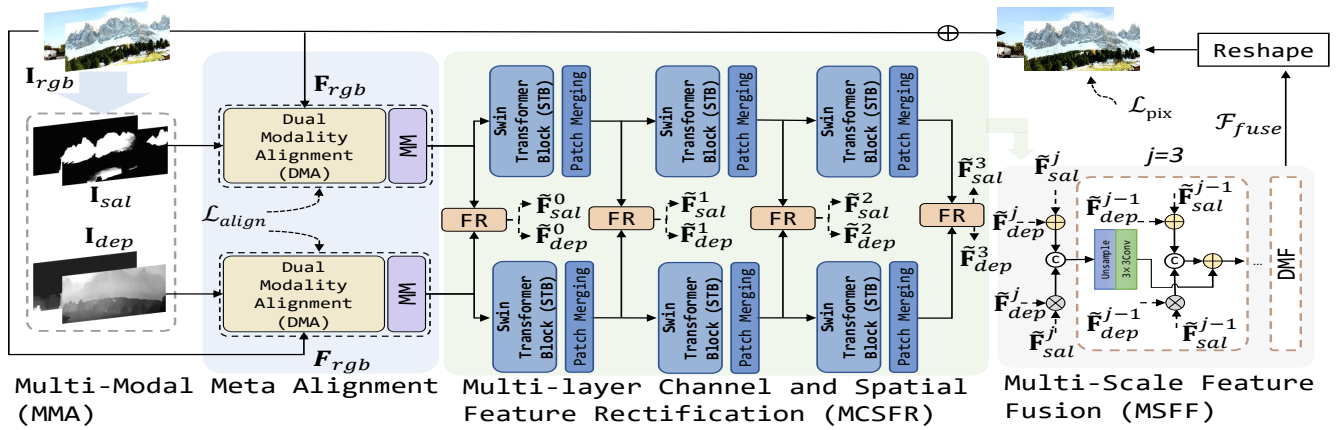 I_rgb
I_sal
I_dep
F_rgb
Dual
Modality
Alignment
(DMA)
MM
L_align
Dual
Modality
Alignment
(DMA)
MM
F_rgb
Swin
Transformer
Block (STB)
Patch Merging
Swin
Transformer
Block (STB)
Patch Merging
Swin
Transformer
Block (STB)
Patch Merging
FR
F̃^0_sal
F̃^0_dep
FR
F̃^1_sal
F̃^1_dep
FR
F̃^2_sal
F̃^2_dep
F̃^3_sal
FR
F̃^3_dep
Swin
Transformer
Block (STB)
Patch Merging
Swin
Transformer
Block (STB)
Patch Merging
Swin
Transformer
Block (STB)
Patch Merging
Reshape
L_pix
F_fuse
j=3
F̃^j_sal
F̃^j_dep
F̃^{j-1}_dep
F̃^{j-1}_sal
C
Unsample
3×3Conv
C
...
DMF
F̃^j_dep
F̃^j_sal
F̃^{j-1}_dep
F̃^{j-1}_sal
Multi-Modal Meta Alignment
(MMA)
Multi-layer Channel and Spatial
Feature Rectification (MCSFR)
Multi-Scale Feature
Fusion (MSFF)